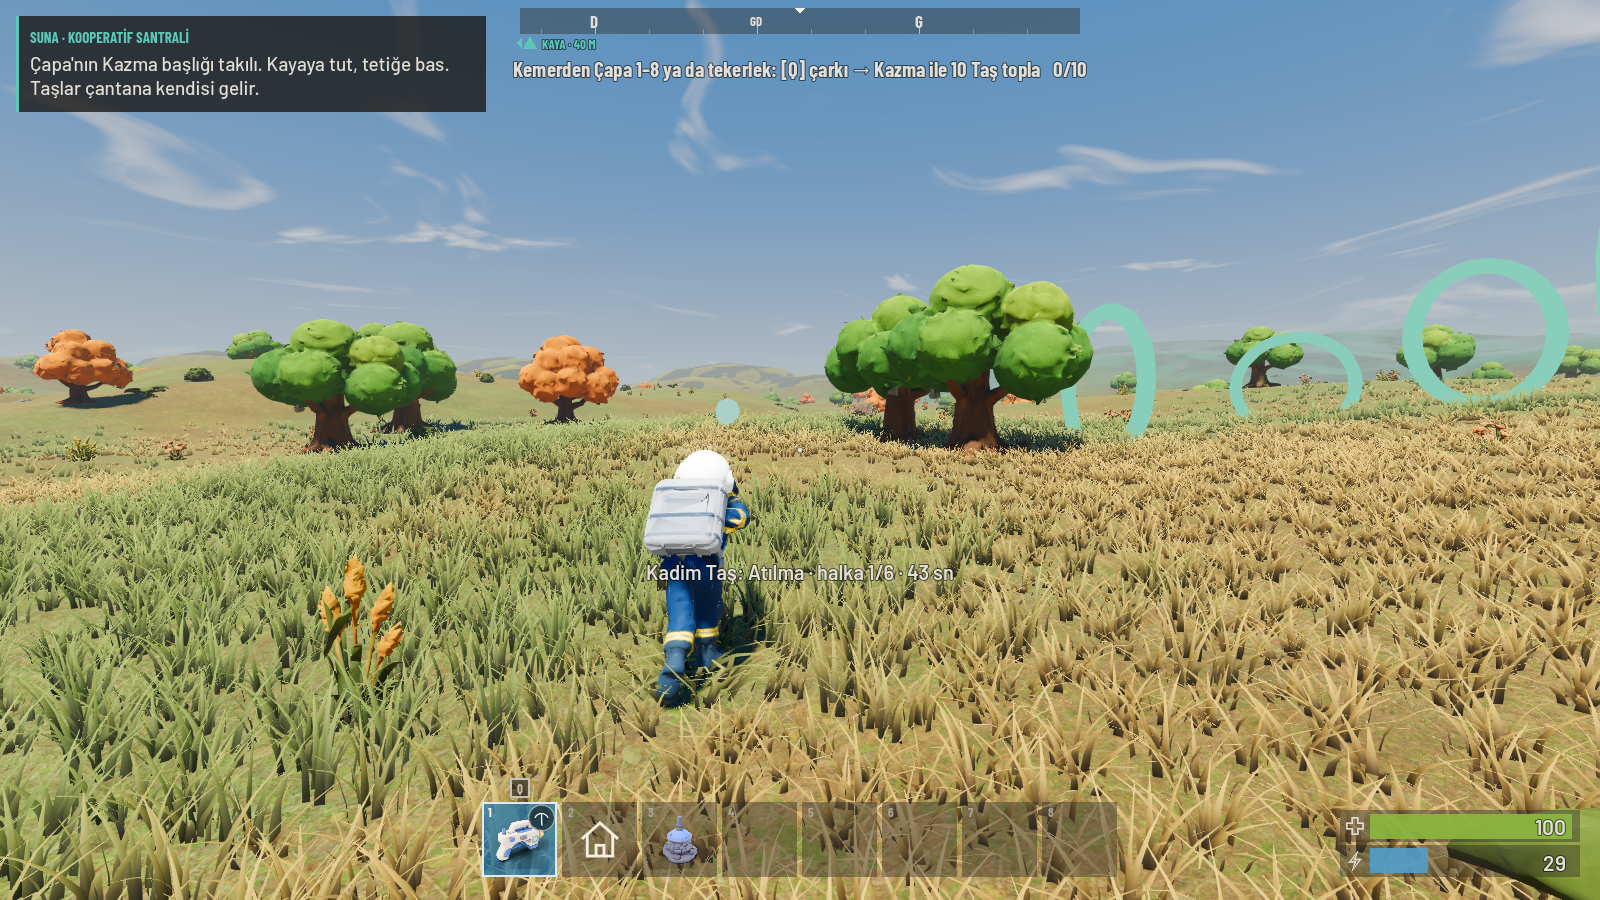 SUNA · KOOPERATİF SANTRALİ
Çapa'nın Kazma başlığı takılı. Kayaya tut, tetiğe bas.
Taşlar çantana kendisi gelir.
D GD G
KAYA · 40 M
Kemerden Çapa 1-8 ya da tekerlek: [Q] çarkı → Kazma ile 10 Taş topla 0/10
Kadim Taş: Atılma · halka 1/6 · 43 sn
Q
1 2 3 4 5 6 7 8
100
29